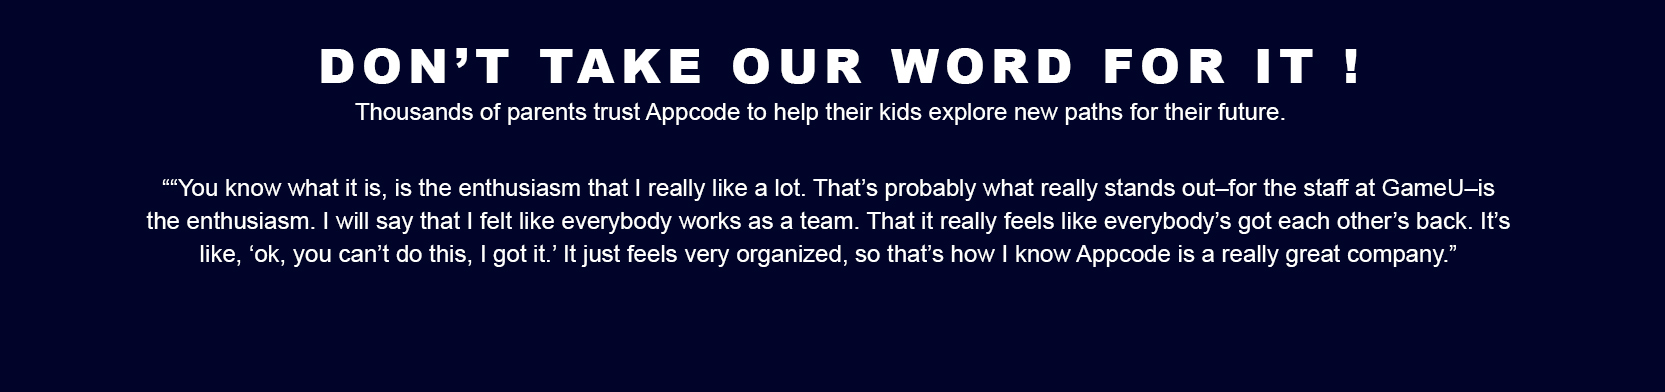 DON’T TAKE OUR WORD FOR IT !
Thousands of parents trust Appcode to help their kids explore new paths for their future.
““You know what it is, is the enthusiasm that I really like a lot. That’s probably what really stands out–for the staff at GameU–is
the enthusiasm. I will say that I felt like everybody works as a team. That it really feels like everybody’s got each other’s back. It’s
like, ‘ok, you can’t do this, I got it.’ It just feels very organized, so that’s how I know Appcode is a really great company.”